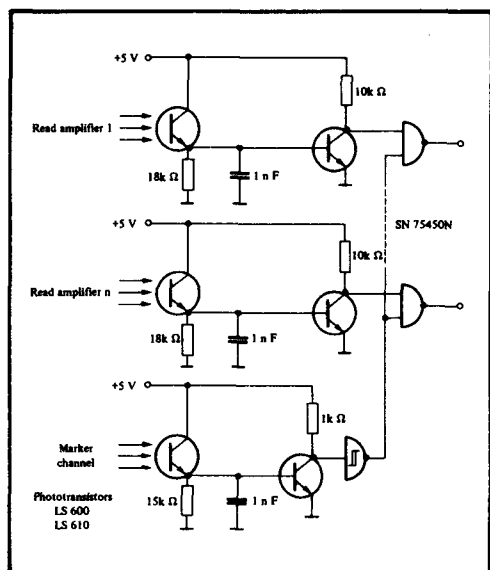 +5 V
10k Ω
Read amplifier 1
18k Ω
1 n F
+5 V
SN 75450N
10k Ω
Read amplifier n
18k Ω
1 n F
+5 V
1k Ω
Marker
channel
Phototransistors
LS 600
LS 610
15k Ω
1 n F